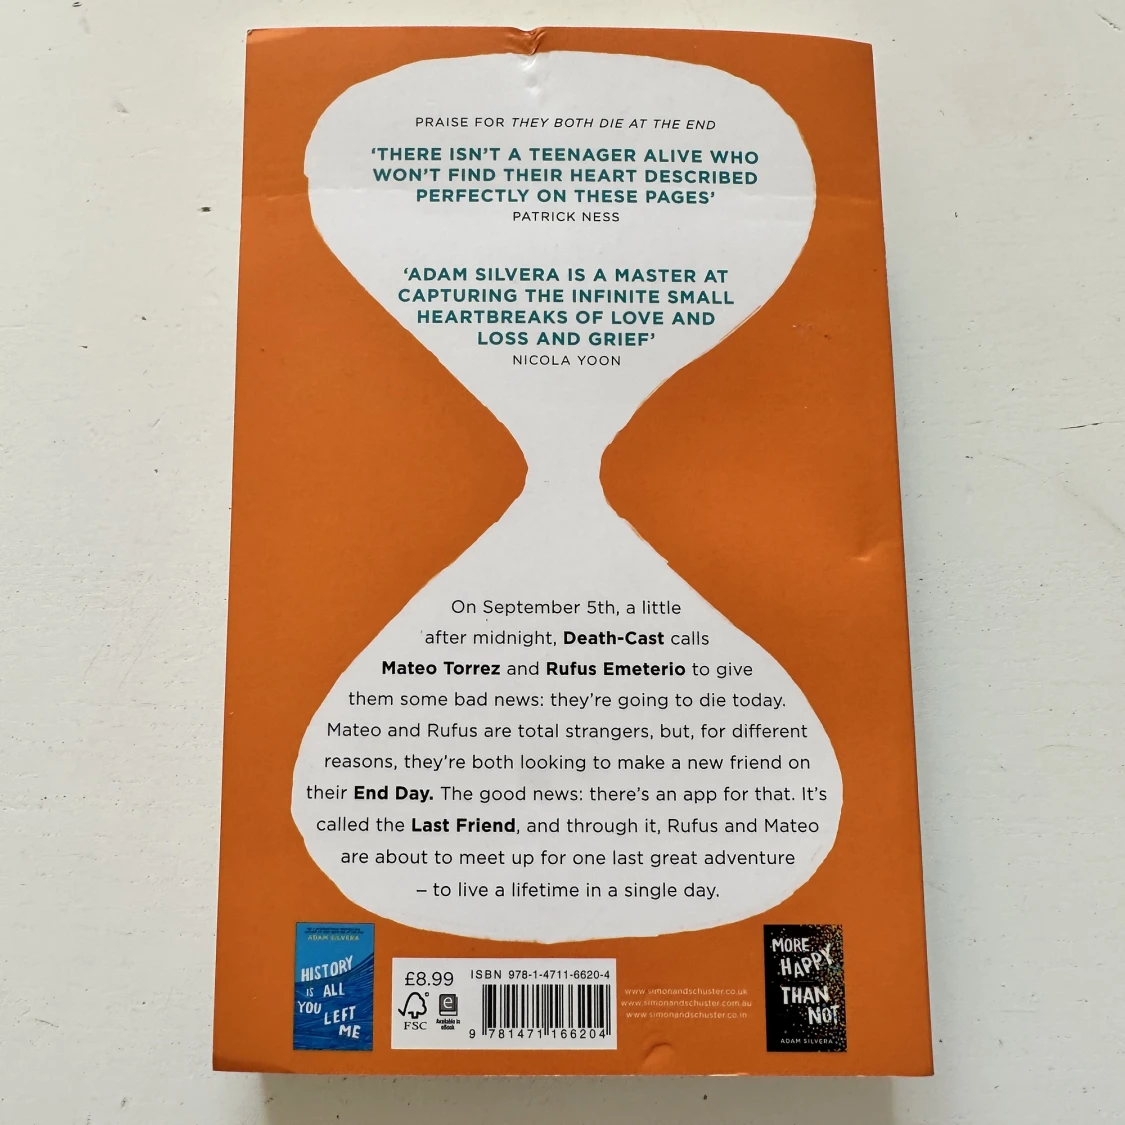 PRAISE FOR THEY BOTH DIE AT THE END
‘THERE ISN’T A TEENAGER ALIVE WHO
WON’T FIND THEIR HEART DESCRIBED
PERFECTLY ON THESE PAGES’
PATRICK NESS
‘ADAM SILVERA IS A MASTER AT
CAPTURING THE INFINITE SMALL
HEARTBREAKS OF LOVE AND
LOSS AND GRIEF’
NICOLA YOON
On September 5th, a little
after midnight, Death-Cast calls
Mateo Torrez and Rufus Emeterio to give
them some bad news: they’re going to die today.
Mateo and Rufus are total strangers, but, for different
reasons, they’re both looking to make a new friend on
their End Day. The good news: there’s an app for that. It’s
called the Last Friend, and through it, Rufus and Mateo
are about to meet up for one last great adventure
– to live a lifetime in a single day.
ADAM SILVERA
HISTORY
IS ALL
YOU LEFT
ME
£8.99
FSC
Available in
eBook
ISBN 978-1-4711-6620-4
9 781471 166204
www.simonandschuster.co.uk
www.simonandschuster.com.au
www.simonandschuster.co.in
MORE
HAPPY
THAN
NOT
ADAM SILVERA